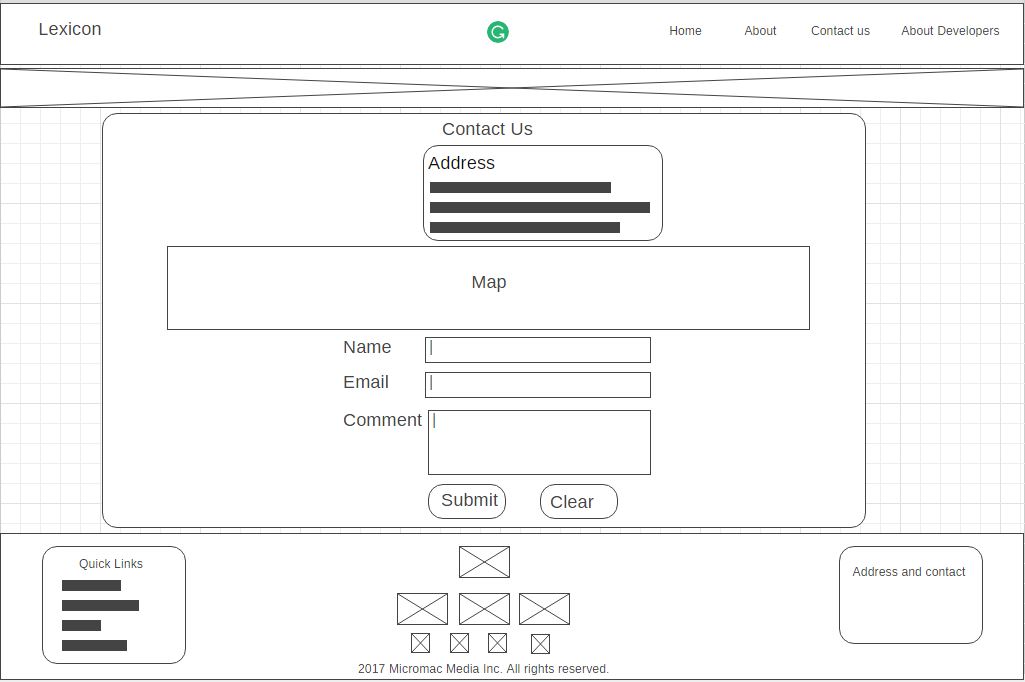 Lexicon
Home About Contact us About Developers
Contact Us
Address
Map
Name
Email
Comment
Submit Clear
Quick Links
Address and contact
2017 Micromac Media Inc. All rights reserved.